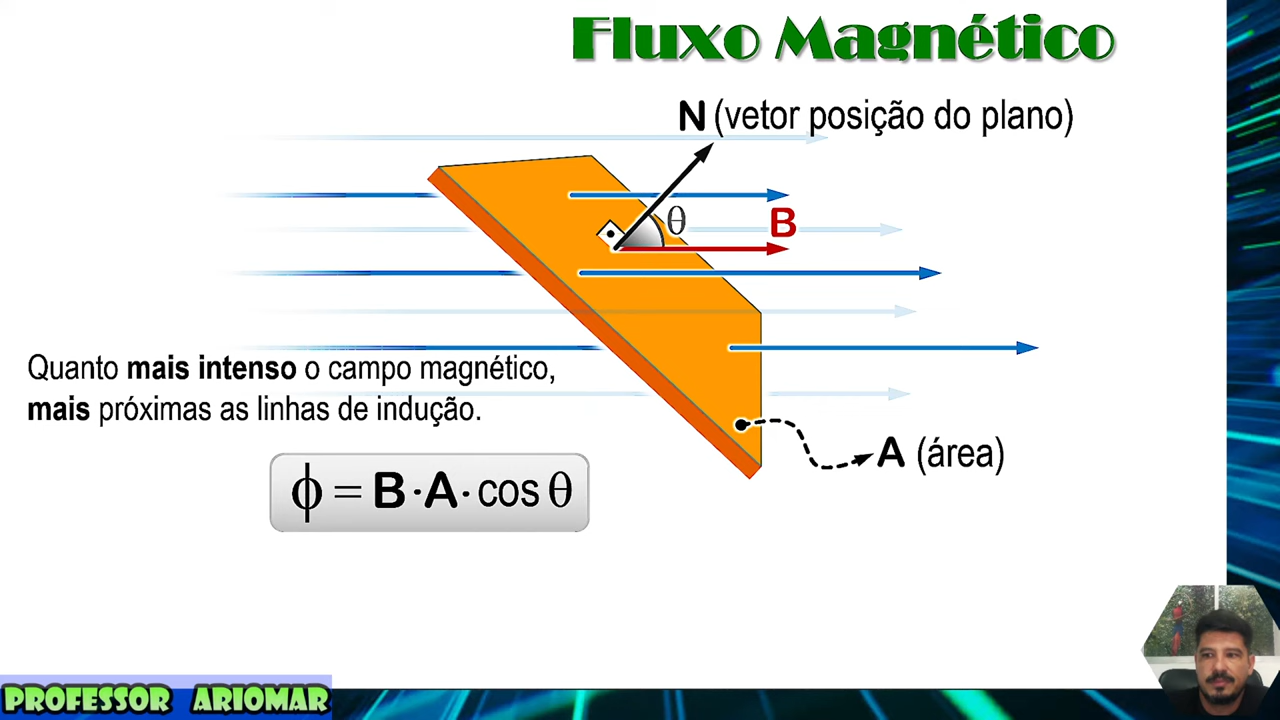 Fluxo Magnético
N (vetor posição do plano)
θ
B
Quanto mais intenso o campo magnético,
mais próximas as linhas de indução.
A (área)
ϕ = B·A·cos θ
PROFESSOR ARIOMAR